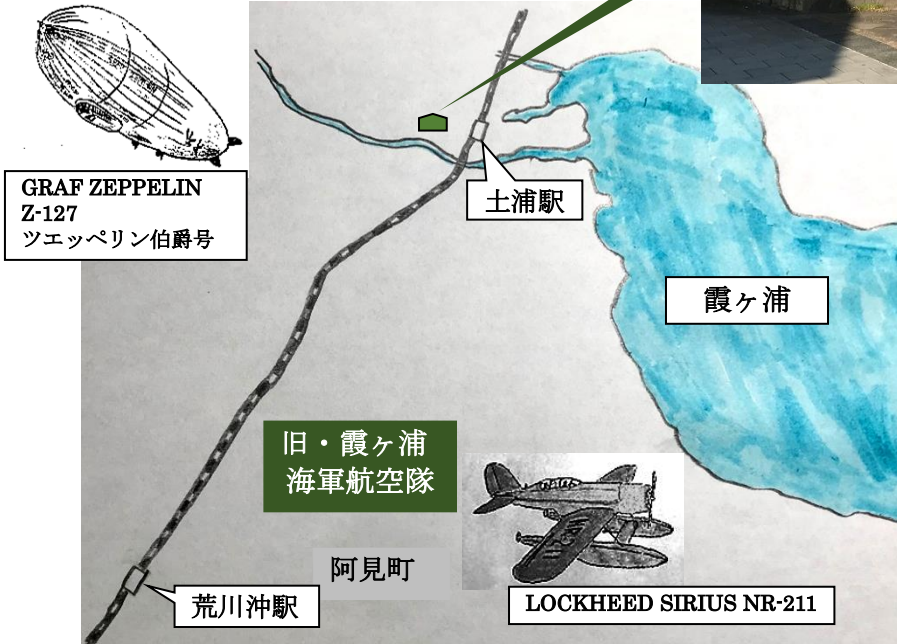 GRAF ZEPPELIN
Z-127
ツエッペリン伯爵号
土浦駅
霞ヶ浦
旧・霞ヶ浦
海軍航空隊
阿見町
荒川沖駅
LOCKHEED SIRIUS NR-211